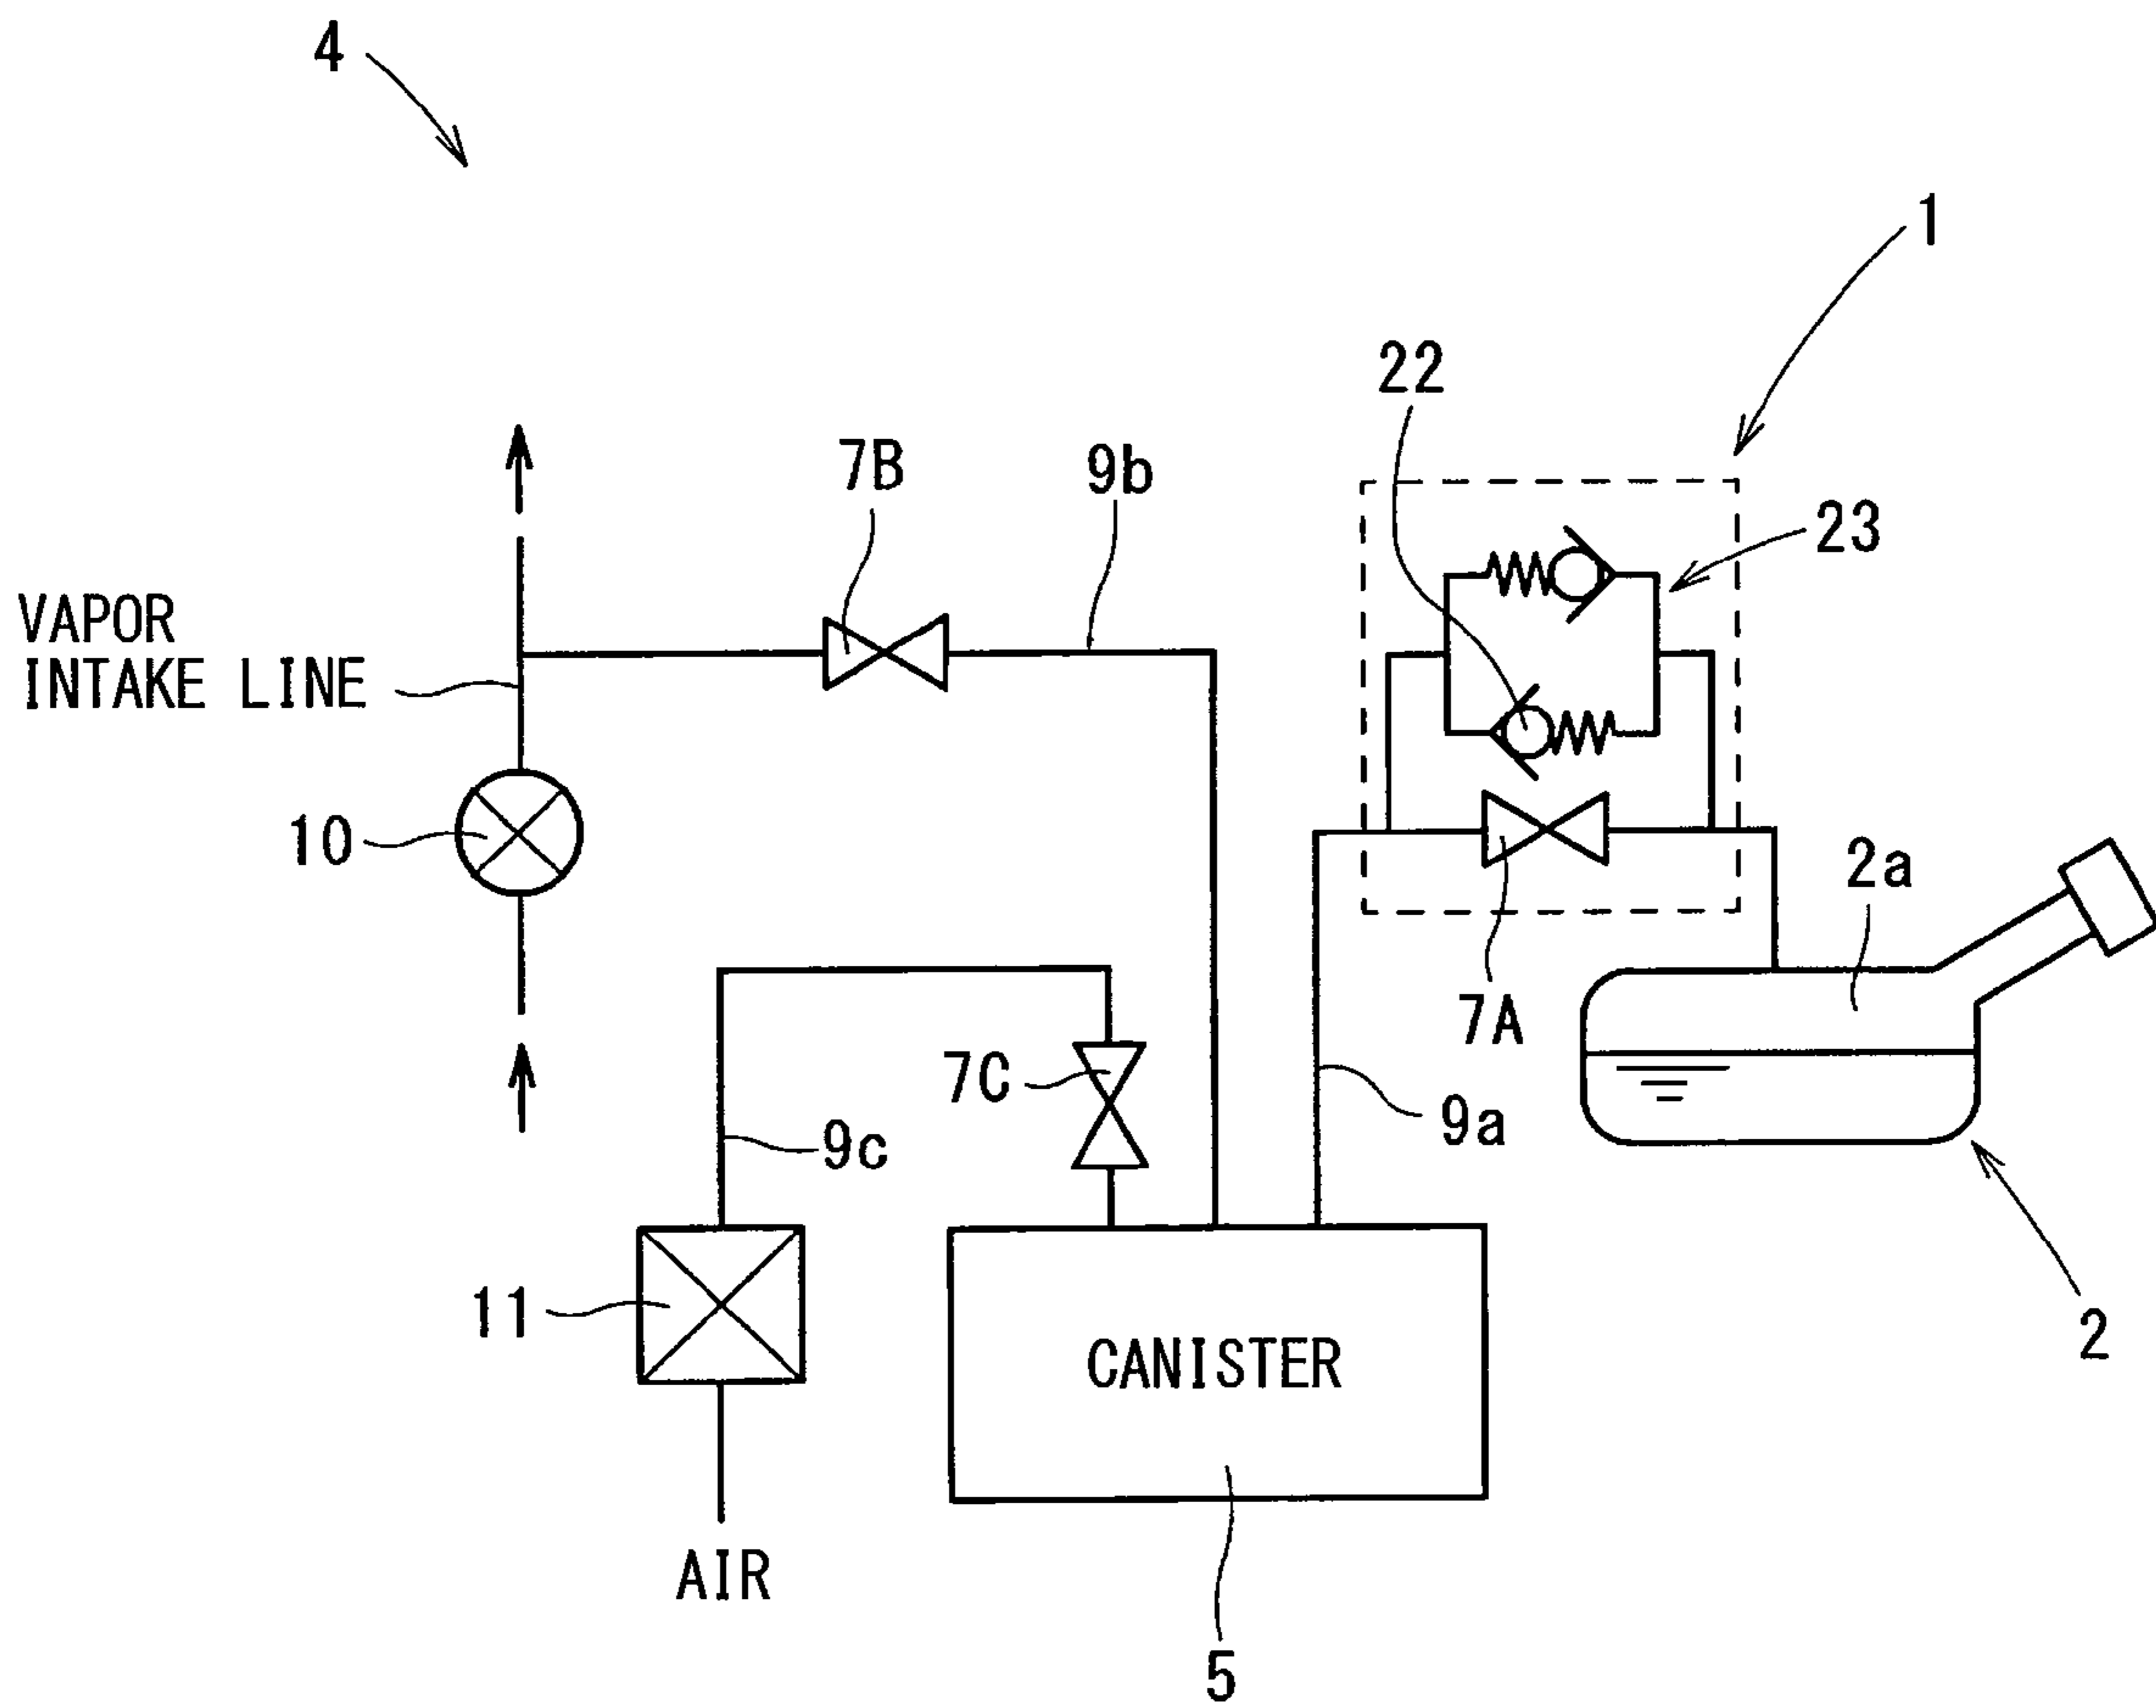 4
1
22
7B
9b
23
VAPOR
INTAKE LINE
10
2a
7A
7C
9a
9c
11
CANISTER
2
AIR
5